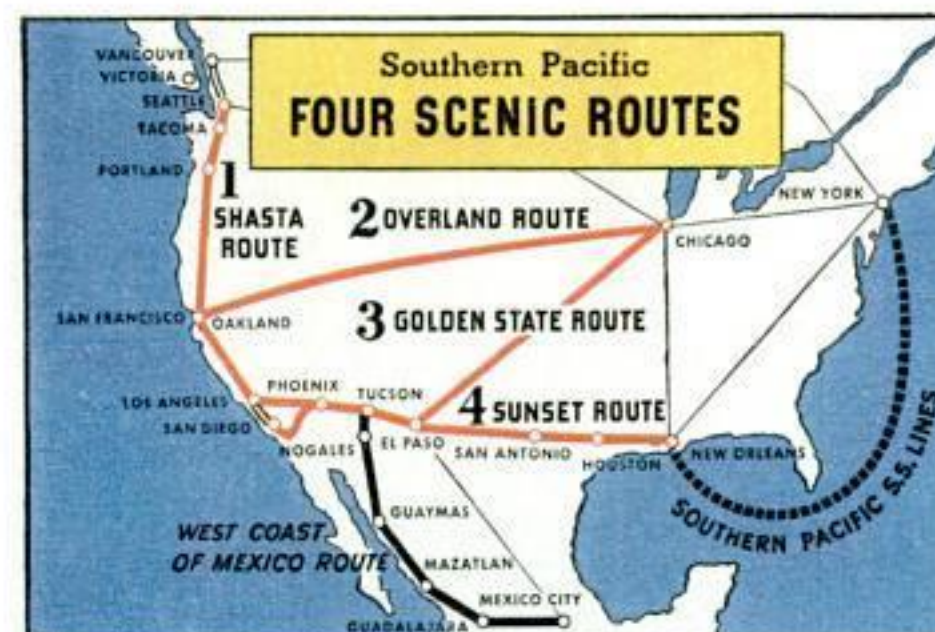 Southern Pacific
FOUR SCENIC ROUTES
VANCOUVER
VICTORIA
SEATTLE
TACOMA
PORTLAND
1
SHASTA
ROUTE
2 OVERLAND ROUTE
NEW YORK
CHICAGO
SAN FRANCISCO
OAKLAND
3 GOLDEN STATE ROUTE
LOS ANGELES
PHOENIX
TUCSON
4 SUNSET ROUTE
SAN DIEGO
NOGALES
EL PASO
SAN ANTONIO
HOUSTON
NEW ORLEANS
SOUTHERN PACIFIC S.S. LINES
GUAYMAS
WEST COAST
OF MEXICO ROUTE
MAZATLAN
MEXICO CITY
GUADALAJARA